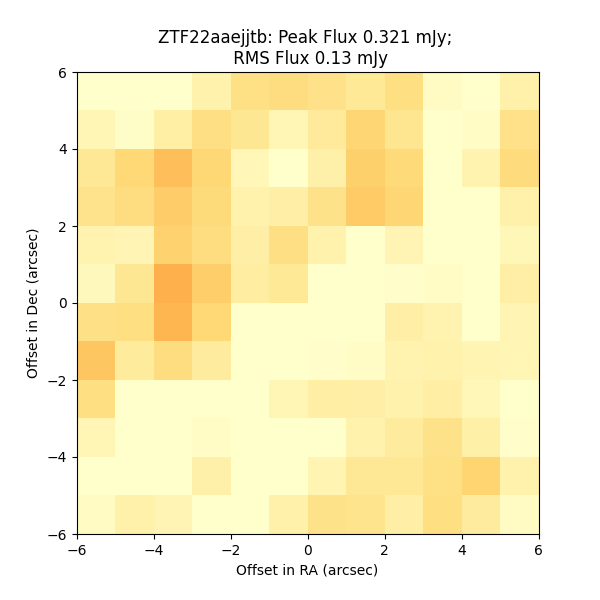 ZTF22aaejjtb: Peak Flux 0.321 mJy;
RMS Flux 0.13 mJy
6
4
2
0
−2
−4
−6
Offset in Dec (arcsec)
−6 −4 −2 0 2 4 6
Offset in RA (arcsec)